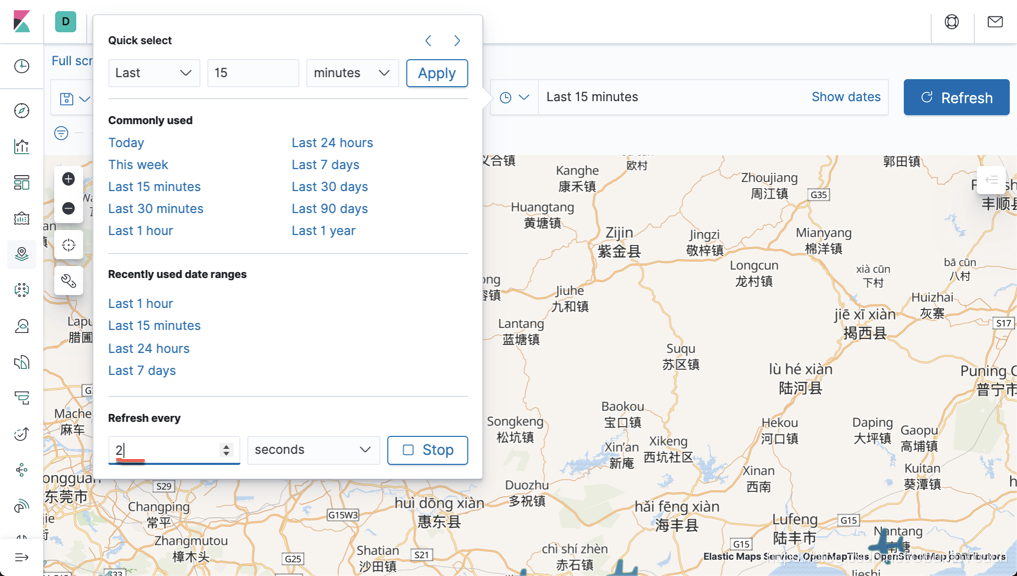 D
Full scr
Quick select
Last
15
minutes
Apply
Commonly used
Today
Last 24 hours
This week
Last 7 days
Last 15 minutes
Last 30 days
Last 30 minutes
Last 90 days
Last 1 hour
Last 1 year
Recently used date ranges
Last 1 hour
Last 15 minutes
Last 24 hours
Last 7 days
Refresh every
2
seconds
Stop
Last 15 minutes
Show dates
Refresh
欧村
郭田镇
Kanghe
康禾镇
Zhoujiang
周江镇
G35
Huangtang
黄塘镇
Zijin
紫金县
Jingzi
敬梓镇
Mianyang
棉洋镇
Longcun
龙村镇
xià cūn
下村
bā cūn
八村
丰顺县
Jiuhe
九和镇
Huizhai
灰寨
jiē xī xiàn
揭西县
S17
Lantang
蓝塘镇
Suqu
苏区镇
lù hé xiàn
陆河县
Puning C
普宁市
Baokou
宝口镇
Songkeng
松坑镇
Hekou
河口镇
Daping
大坪镇
Gaopu
高埔镇
Xin’an
新庵
Xikeng
西坑社区
Xinan
西南
Kuitan
葵潭镇
Duozhu
多祝镇
huì dōng xiàn
惠东县
hǎi fēng xiàn
海丰县
Lufeng
陆丰市
G15
Nantang
G15
chì shí zhèn
赤石镇
Shatian
沙田镇
S21
G25
G15W3
S29
Changping
常平
Zhangmutou
樟木头
S33
ongguan
东莞市
Mache
麻车
Lapu
Jieshi
Elastic Maps Service, OpenMapTiles, OpenStreetMap contributors